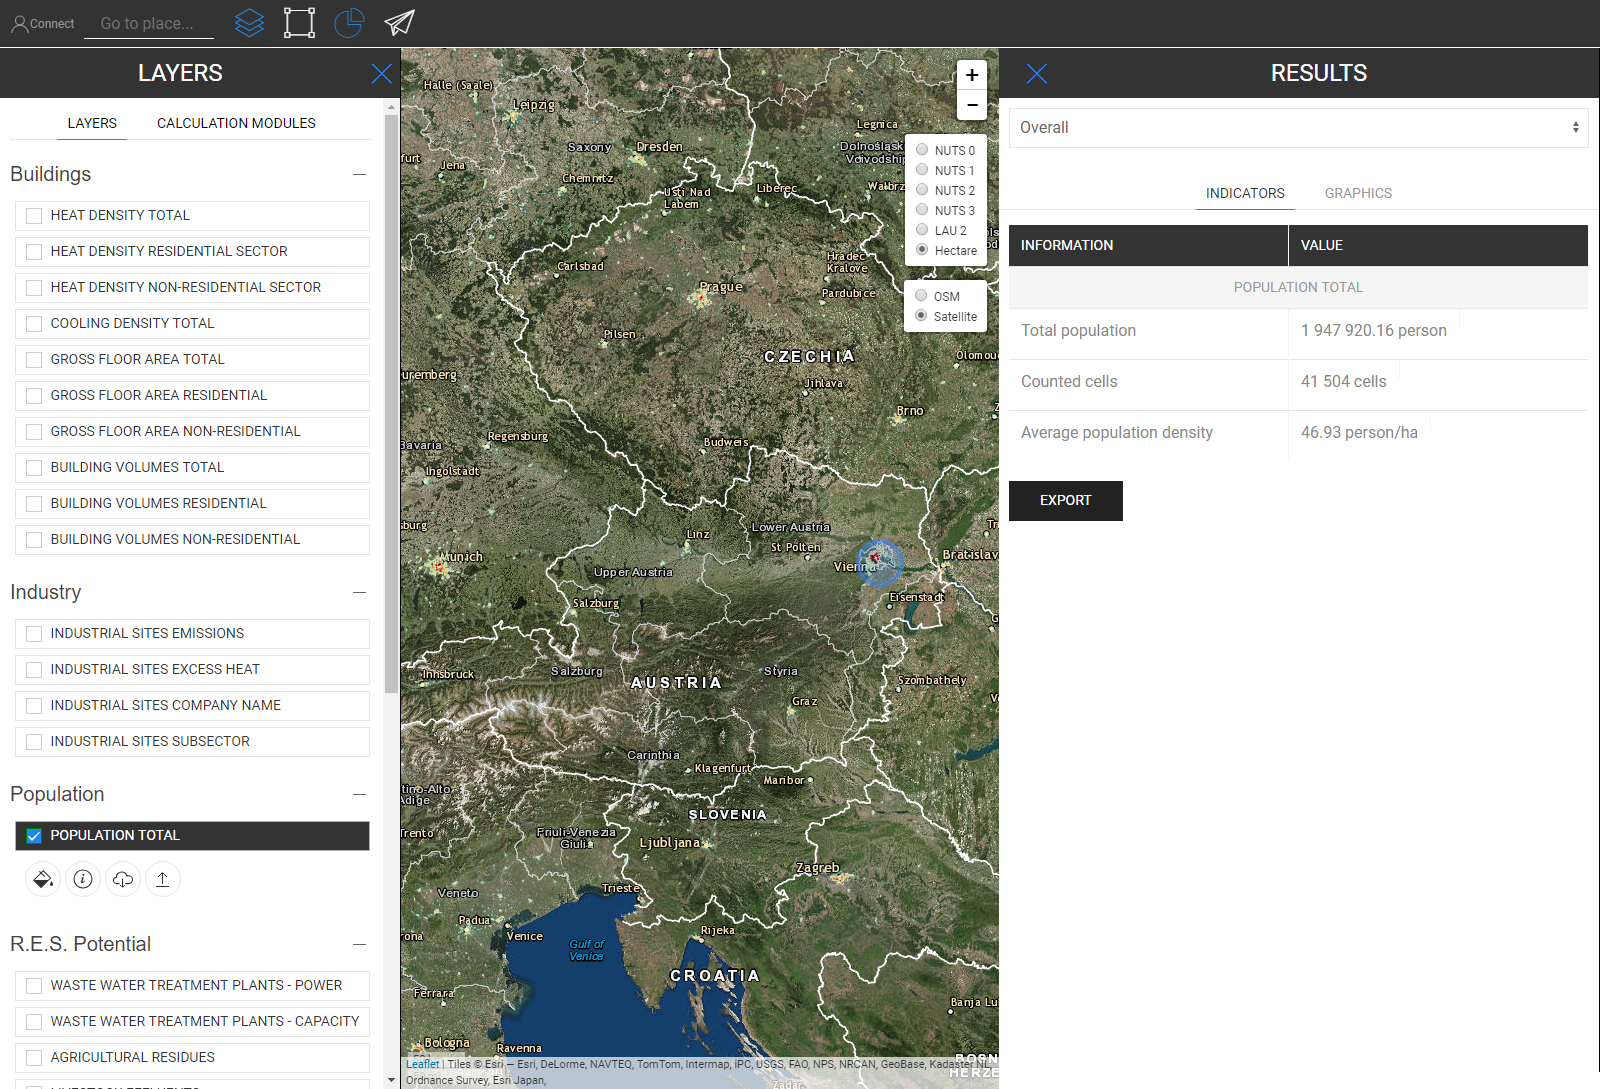 Connect
Go to place...
LAYERS
LAYERS
CALCULATION MODULES
Buildings
HEAT DENSITY TOTAL
HEAT DENSITY RESIDENTIAL SECTOR
HEAT DENSITY NON-RESIDENTIAL SECTOR
COOLING DENSITY TOTAL
GROSS FLOOR AREA TOTAL
GROSS FLOOR AREA RESIDENTIAL
GROSS FLOOR AREA NON-RESIDENTIAL
BUILDING VOLUMES TOTAL
BUILDING VOLUMES RESIDENTIAL
BUILDING VOLUMES NON-RESIDENTIAL
Industry
INDUSTRIAL SITES EMISSIONS
INDUSTRIAL SITES EXCESS HEAT
INDUSTRIAL SITES COMPANY NAME
INDUSTRIAL SITES SUBSECTOR
Population
POPULATION TOTAL
R.E.S. Potential
WASTE WATER TREATMENT PLANTS - POWER
WASTE WATER TREATMENT PLANTS - CAPACITY
AGRICULTURAL RESIDUES
Halle (Saale)
Leipzig
Legnica
Saxony
Dresden
Dolnośląsk
Voivodship
furt
Jena
Chemnitz
Usti Nad
Labem
Liberec
Walbrz
Carlsbad
Hradec
Kralove
Prague
Pardubice
Pilsen
CZECHIA
Olomou
uremberg
Jihlava
Brno
Bavaria
Regensburg
Budweis
Ingolstadt
sburg
Linz
Lower Austria
St Polten
Munich
Upper Austria
Vienna
Bratislav
Salzburg
Eisenstadt
Innsbruck
Salzburg
AUSTRIA
Styria
Szombathely
Graz
Carinthia
Klagenfurt
Maribor
tino-Alto
Adige
SLOVENIA
Trento
Friuli-Venezia
Giulia
Ljubljana
Zagreb
Veneto
Trieste
Padua
rona
Venice
Gulf of
Venice
Rijeka
CROATIA
Ferrara
Banja Lu
Bologna
Ravenna
BOSN
HERZE
Zadar
Leaflet | Tiles © Esri — Esri, DeLorme, NAVTEQ, TomTom, Intermap, iPC, USGS, FAO, NPS, NRCAN, GeoBase, Kadaster NL,
Ordnance Survey, Esri Japan,
+
−
NUTS 0
NUTS 1
NUTS 2
NUTS 3
LAU 2
Hectare
OSM
Satellite
RESULTS
Overall
INDICATORS
GRAPHICS
INFORMATION
VALUE
POPULATION TOTAL
Total population
1 947 920.16 person
Counted cells
41 504 cells
Average population density
46.93 person/ha
EXPORT